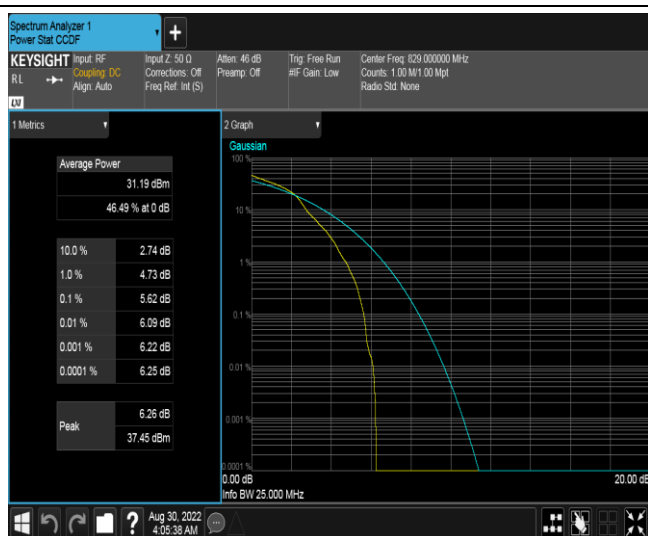 Spectrum Analyzer 1
Power Stat CCDF
+
KEYSIGHT
RL
LXI
Input: RF
Coupling: DC
Align: Auto
Input Z: 50 Ω
Corrections: Off
Freq Ref: Int (S)
Atten: 46 dB
Preamp: Off
Trig: Free Run
#IF Gain: Low
Center Freq: 829.000000 MHz
Counts: 1.00 M/1.00 Mpt
Radio Std: None
1 Metrics
Average Power
31.19 dBm
46.49 % at 0 dB
10.0 % 2.74 dB
1.0 % 4.73 dB
0.1 % 5.62 dB
0.01 % 6.09 dB
0.001 % 6.22 dB
0.0001 % 6.25 dB
Peak 6.26 dB
37.45 dBm
2 Graph
Gaussian
100 %
10 %
1 %
0.1 %
0.01 %
0.001 %
0.0001 %
0.00 dB 20.00 dB
Info BW 25.000 MHz
?
Aug 30, 2022
4:05:38 AM